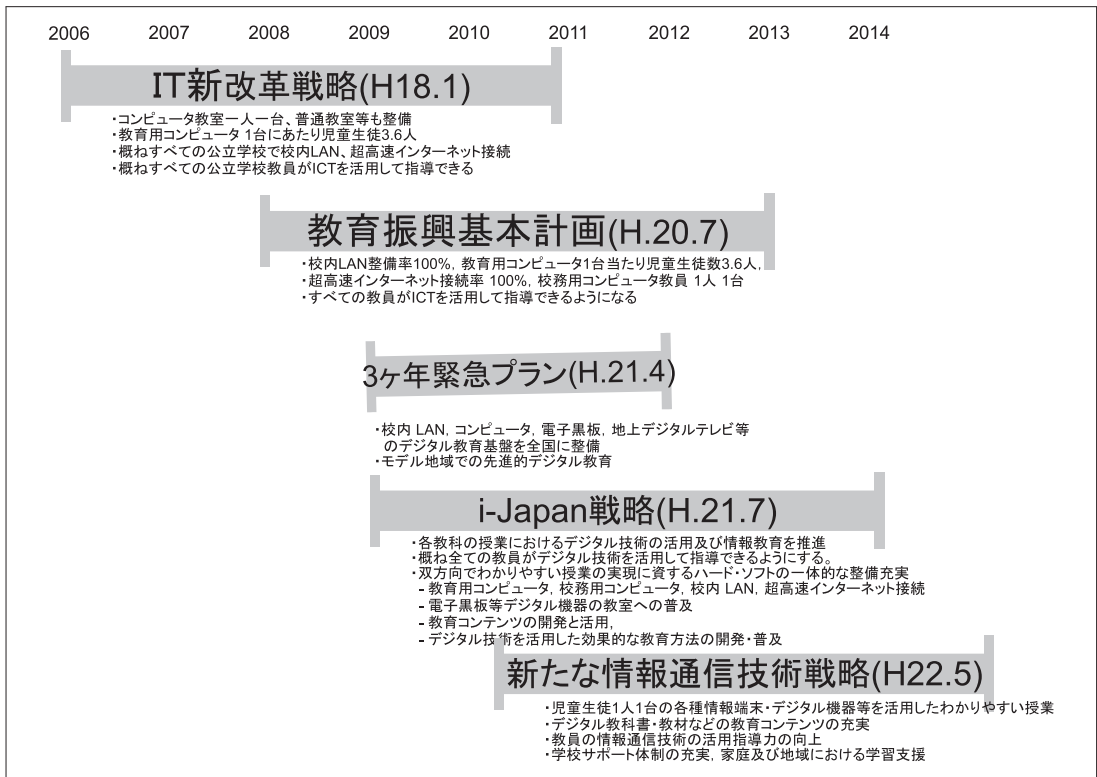 2006 2007 2008 2009 2010 2011 2012 2013 2014
IT新改革戦略(H18.1)
・コンピュータ教室一人一台、普通教室等も整備
・教育用コンピュータ 1台にあたり児童生徒3.6人
・概ねすべての公立学校で校内LAN、超高速インターネット接続
・概ねすべての公立学校教員がICTを活用して指導できる
教育振興基本計画(H.20.7)
・校内LAN整備率100%, 教育用コンピュータ1台当たり児童生徒数3.6人,
・超高速インターネット接続率 100%, 校務用コンピュータ教員 1人 1台
・すべての教員がICTを活用して指導できるようになる
3ヶ年緊急プラン(H.21.4)
・校内 LAN, コンピュータ, 電子黒板, 地上デジタルテレビ等
のデジタル教育基盤を全国に整備
・モデル地域での先進的デジタル教育
i-Japan戦略(H.21.7)
・各教科の授業におけるデジタル技術の活用及び情報教育を推進
・概ね全ての教員がデジタル技術を活用して指導できるようにする。
・双方向でわかりやすい授業の実現に資するハード・ソフトの一体的な整備充実
- 教育用コンピュータ, 校務用コンピュータ, 校内 LAN, 超高速インターネット接続
- 電子黒板等デジタル機器の教室への普及
- 教育コンテンツの開発と活用,
- デジタル技術を活用した効果的な教育方法の開発・普及
新たな情報通信技術戦略(H22.5)
・児童生徒1人1台の各種情報端末・デジタル機器等を活用したわかりやすい授業
・デジタル教科書・教材などの教育コンテンツの充実
・教員の情報通信技術の活用指導力の向上
・学校サポート体制の充実, 家庭及び地域における学習支援